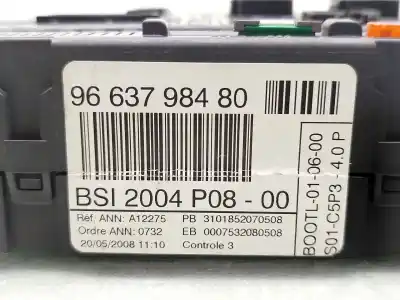 96 637 984 80
BSI 2004 P08 - 00
Réf. ANN: A12275 PB 3101852070508
Ordre ANN: 0732 EB 0007532080508
20/05/2008 11:10 Controle 3
BOOTL-01-06-00
S01-C5P3 - 4.0 P